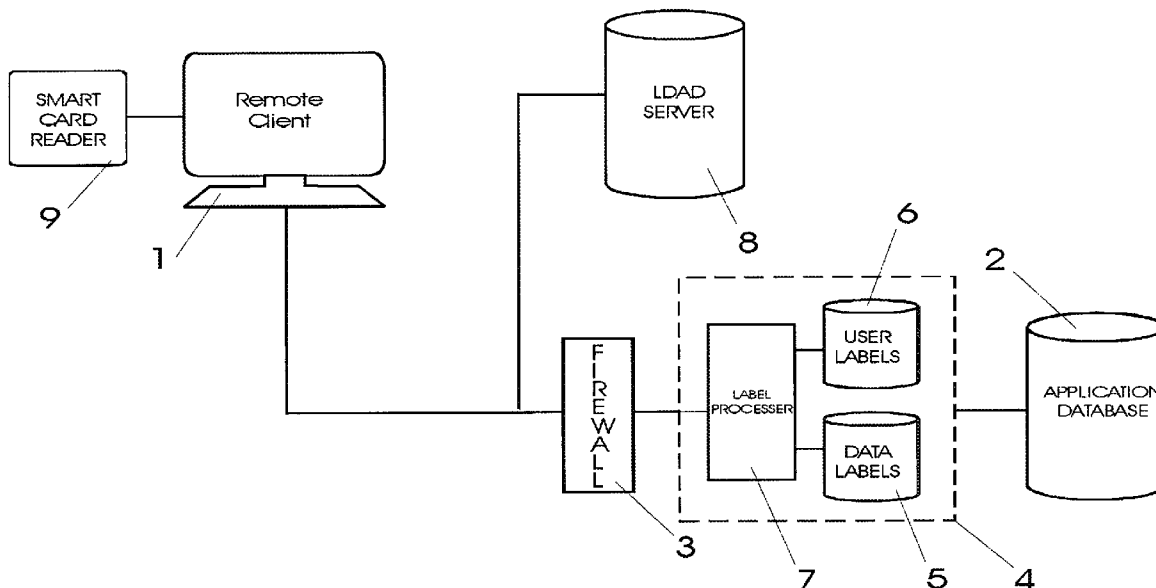 SMART
CARD
READER
9
Remote
Client
1
LDAD
SERVER
8
FIREWALL
3
LABEL
PROCESSER
7
6
USER
LABELS
DATA
LABELS
5
4
2
APPLICATION
DATABASE